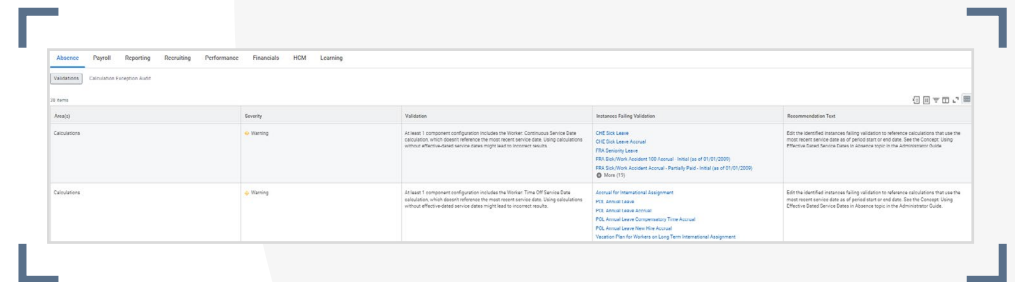 Absence Payroll Reporting Recruiting Performance Financials HCM Learning
Validations Calculation Exception Audit
items
Area(s) Severity Validation Instances Failing Validation Recommendation Text
Calculations
Warning
At least 1 component configuration includes the Worker: Continuous Service Date
calculation, which doesn't reference the most recent service date. Using calculations
without effective-dated service dates might lead to incorrect results.
CHE Sick Leave
CHE Sick Leave Accrual
FRA Seniority Leave
FRA Sick/Work Accident 100 Accrual - Initial (as of 01/01/2009)
FRA Sick/Work Accident Accrual - Partially Paid - Initial (as of 01/01/2009)
More (15)
Edit the identified instances failing validation to reference calculations that use the
most recent service date as of period start or end date. See the Concept: Using
Effective Dated Service Dates in Absence topic in the Administrator Guide.
Calculations
Warning
At least 1 component configuration includes the Worker: Time Off Service Date
calculation, which doesn't reference the most recent service date. Using calculations
without effective-dated service dates might lead to incorrect results.
Accrual for International Assignment
POL Annual Leave
POL Annual Leave Accrual
POL Annual Leave Compensatory Time Accrual
POL Annual Leave New Hire Accrual
Vacation Plan for Workers on Long Term International Assignment
Edit the identified instances failing validation to reference calculations that use the
most recent service date as of period start or end date. See the Concept: Using
Effective Dated Service Dates in Absence topic in the Administrator Guide.